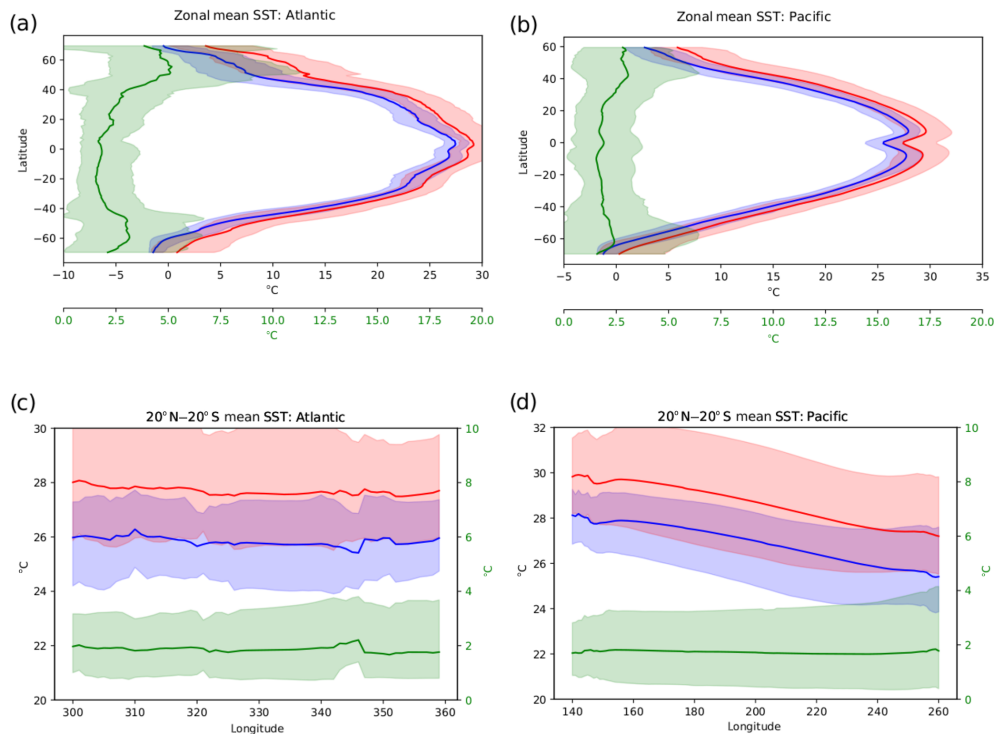 (a)
Zonal mean SST: Atlantic
Latitude
60
40
20
0
−20
−40
−60
−10 −5 0 5 10 15 20 25 30
°C
0.0 2.5 5.0 7.5 10.0 12.5 15.0 17.5 20.0
°C
(b)
Zonal mean SST: Pacific
Latitude
60
40
20
0
−20
−40
−60
−5 0 5 10 15 20 25 30 35
°C
0.0 2.5 5.0 7.5 10.0 12.5 15.0 17.5 20.0
°C
(c)
20°N−20°S mean SST: Atlantic
°C
30
28
26
24
22
20
10
8
6
4
2
0
°C
300 310 320 330 340 350 360
Longitude
(d)
20°N−20°S mean SST: Pacific
°C
32
30
28
26
24
22
20
10
8
6
4
2
0
°C
140 160 180 200 220 240 260
Longitude